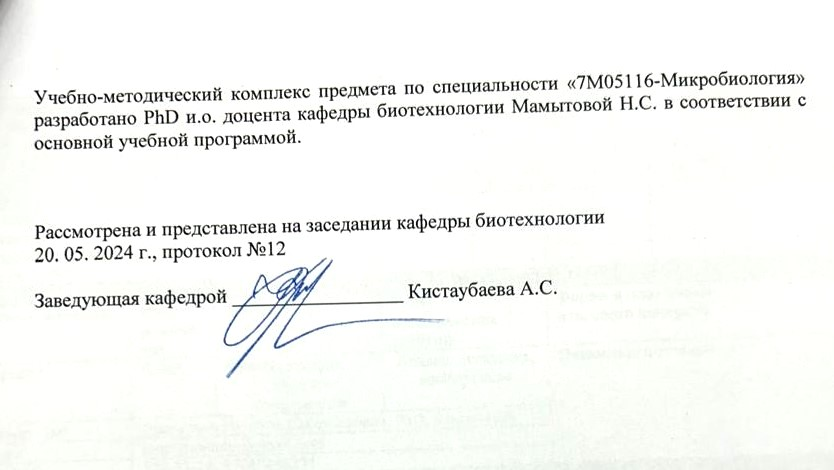 Учебно-методический комплекс предмета по специальности «7М05116-Микробиология»
разработано PhD и.о. доцента кафедры биотехнологии Мамытовой Н.С. в соответствии с
основной учебной программой.
Рассмотрена и представлена на заседании кафедры биотехнологии
20. 05. 2024 г., протокол №12
Заведующая кафедрой __________________ Кистаубаева А.С.